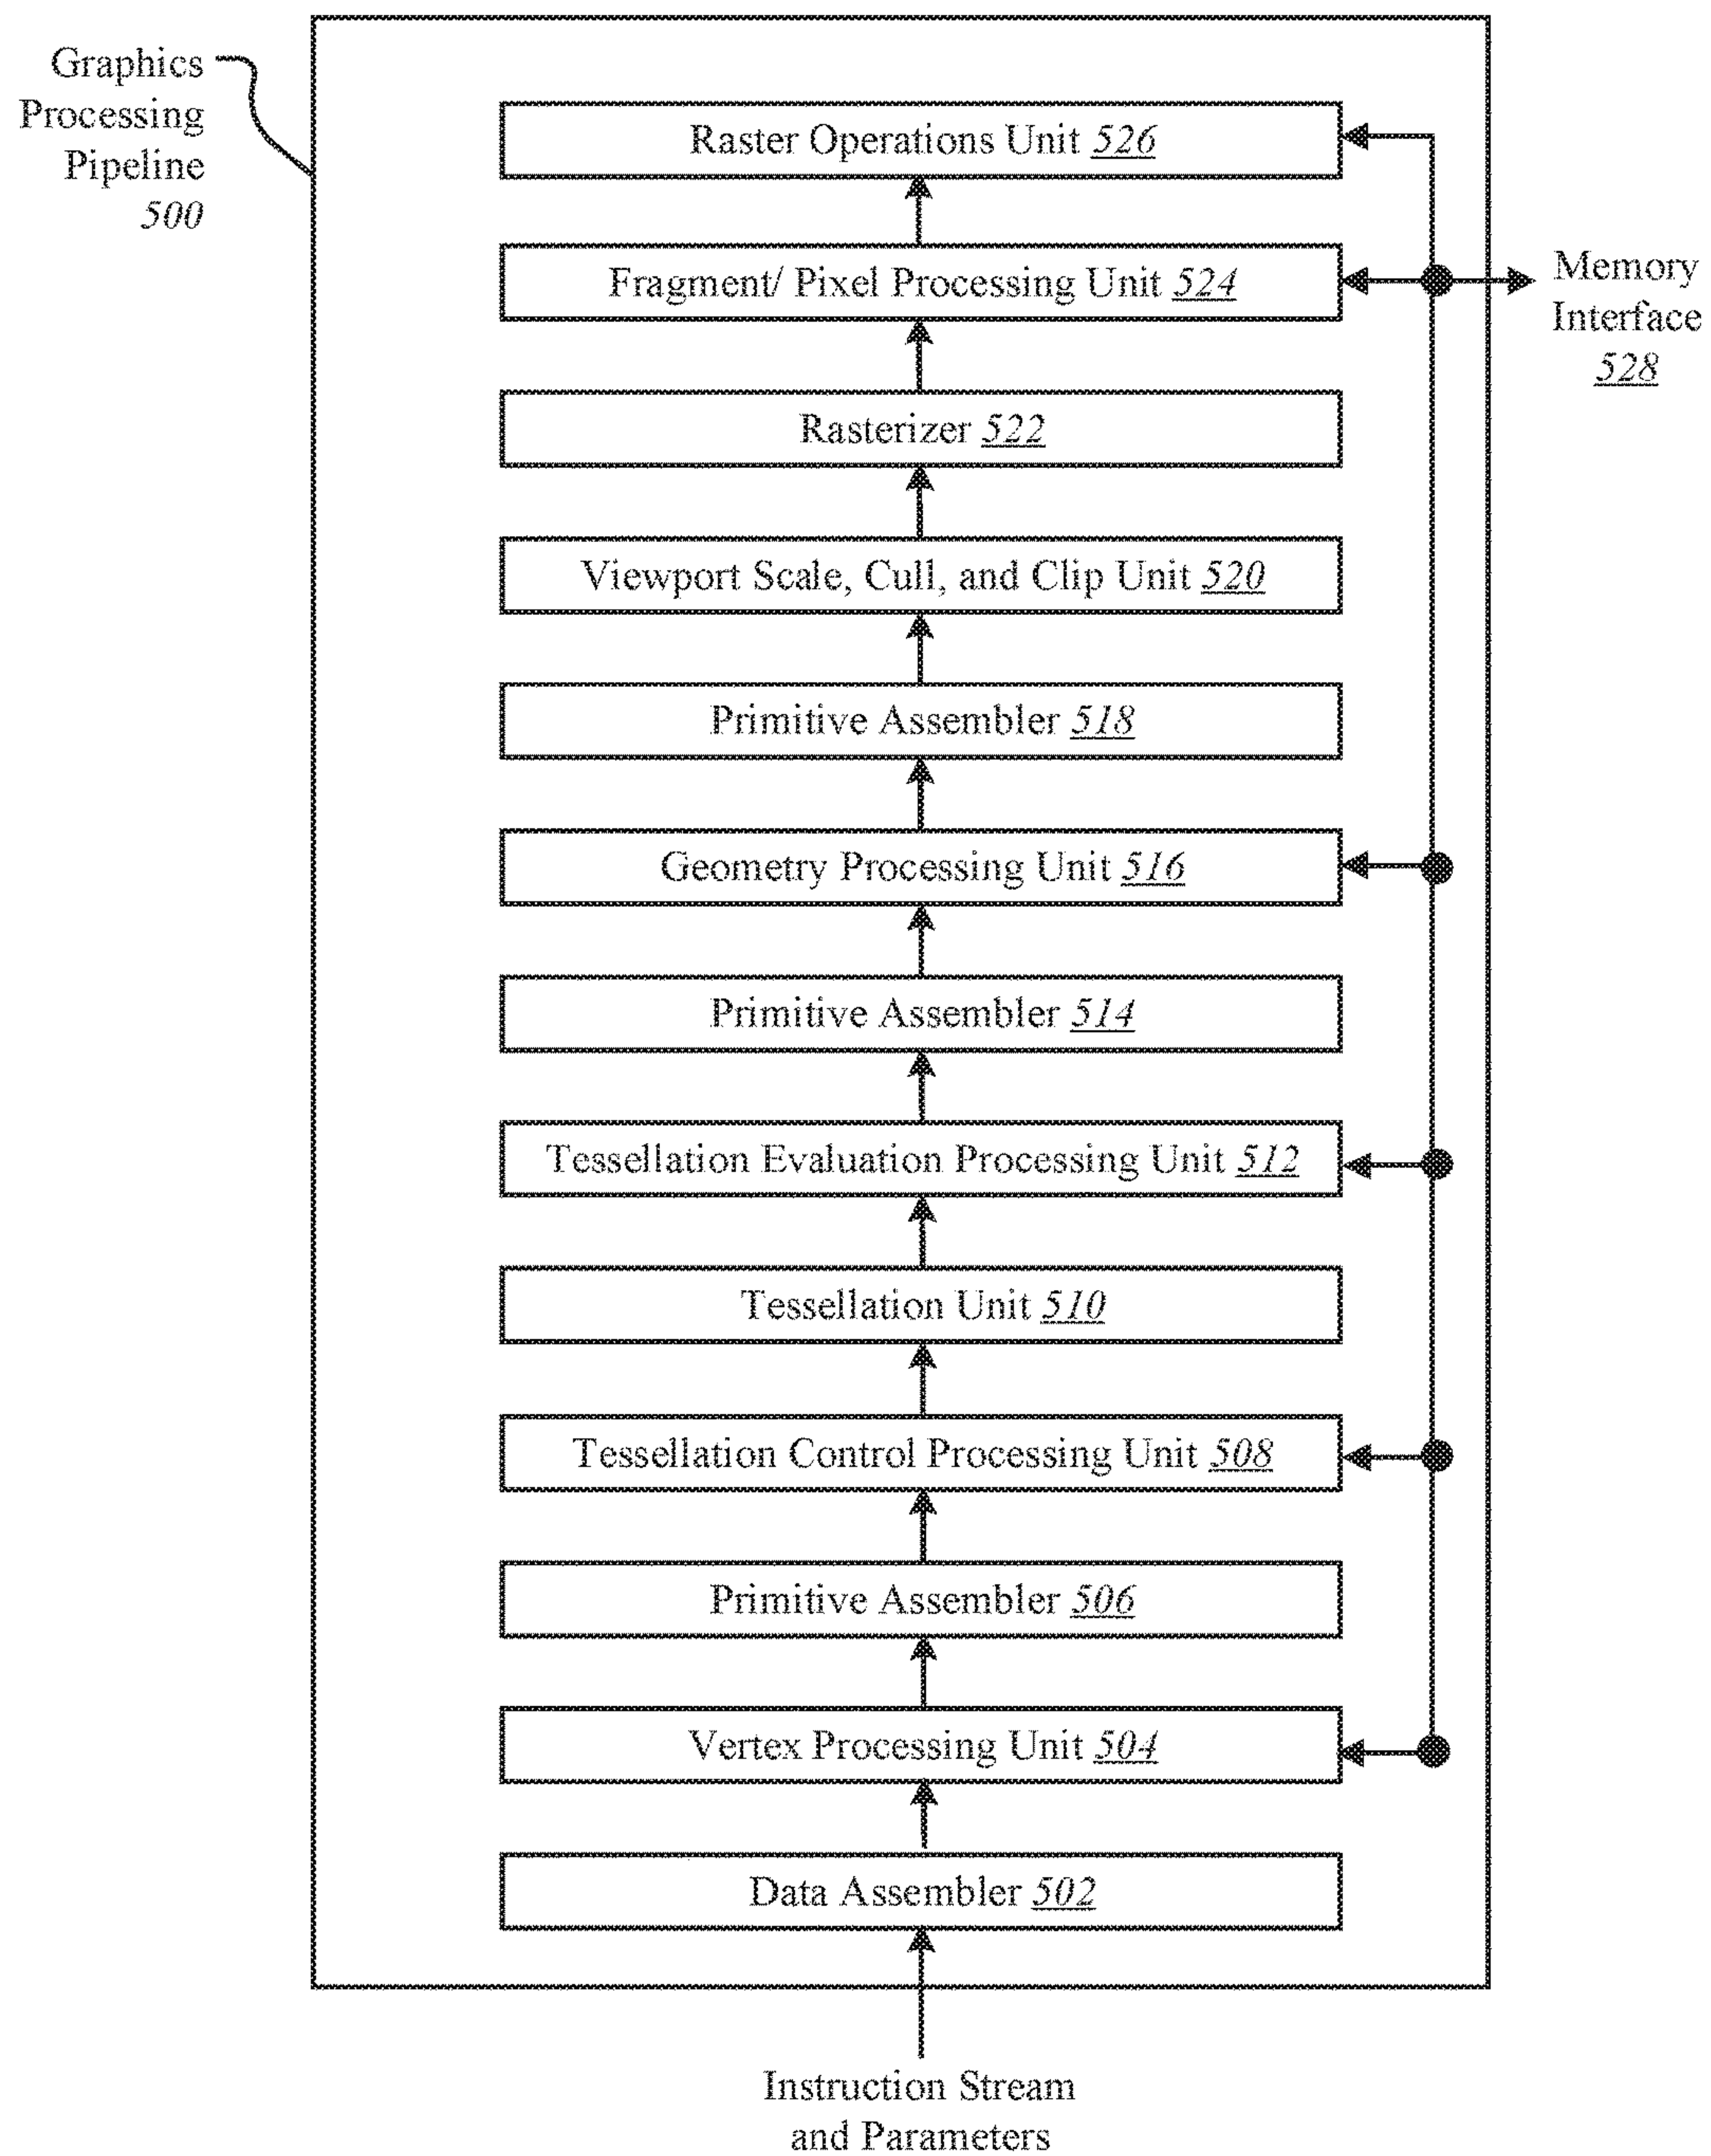 Graphics
Processing
Pipeline
500
Raster Operations Unit 526
Fragment/ Pixel Processing Unit 524
Memory
Interface
528
Rasterizer 522
Viewport Scale, Cull, and Clip Unit 520
Primitive Assembler 518
Geometry Processing Unit 516
Primitive Assembler 514
Tessellation Evaluation Processing Unit 512
Tessellation Unit 510
Tessellation Control Processing Unit 508
Primitive Assembler 506
Vertex Processing Unit 504
Data Assembler 502
Instruction Stream
and Parameters